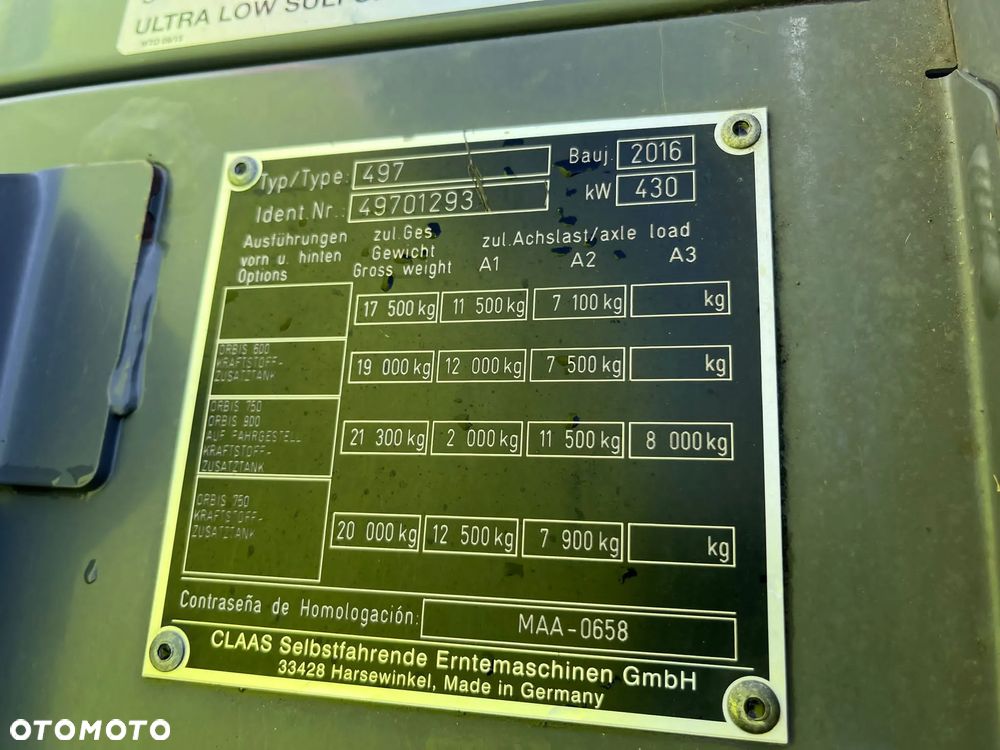 ULTRA LOW SULFU
Typ/Type: 497 Bauj. 2016
Ident.Nr.: 49701293 kW 430
Ausführungen zul.Ges. zul.Achslast/axle load
vorn u. hinten Gewicht A1 A2 A3
Options Gross weight
17 500 kg 11 500 kg 7 100 kg kg
ORBIS 600
KRAFTSTOFF-
ZUSATZTANK
19 000 kg 12 000 kg 7 500 kg kg
ORBIS 750
ORBIS 900
AUF FAHRGESTELL
KRAFTSTOFF-
ZUSATZTANK
21 300 kg 2 000 kg 11 500 kg 8 000 kg
ORBIS 750
KRAFTSTOFF-
ZUSATZTANK
20 000 kg 12 500 kg 7 900 kg kg
Contraseña de Homologación: MAA-0658
CLAAS Selbstfahrende Erntemaschinen GmbH
33428 Harsewinkel, Made in Germany
OTOMOTO